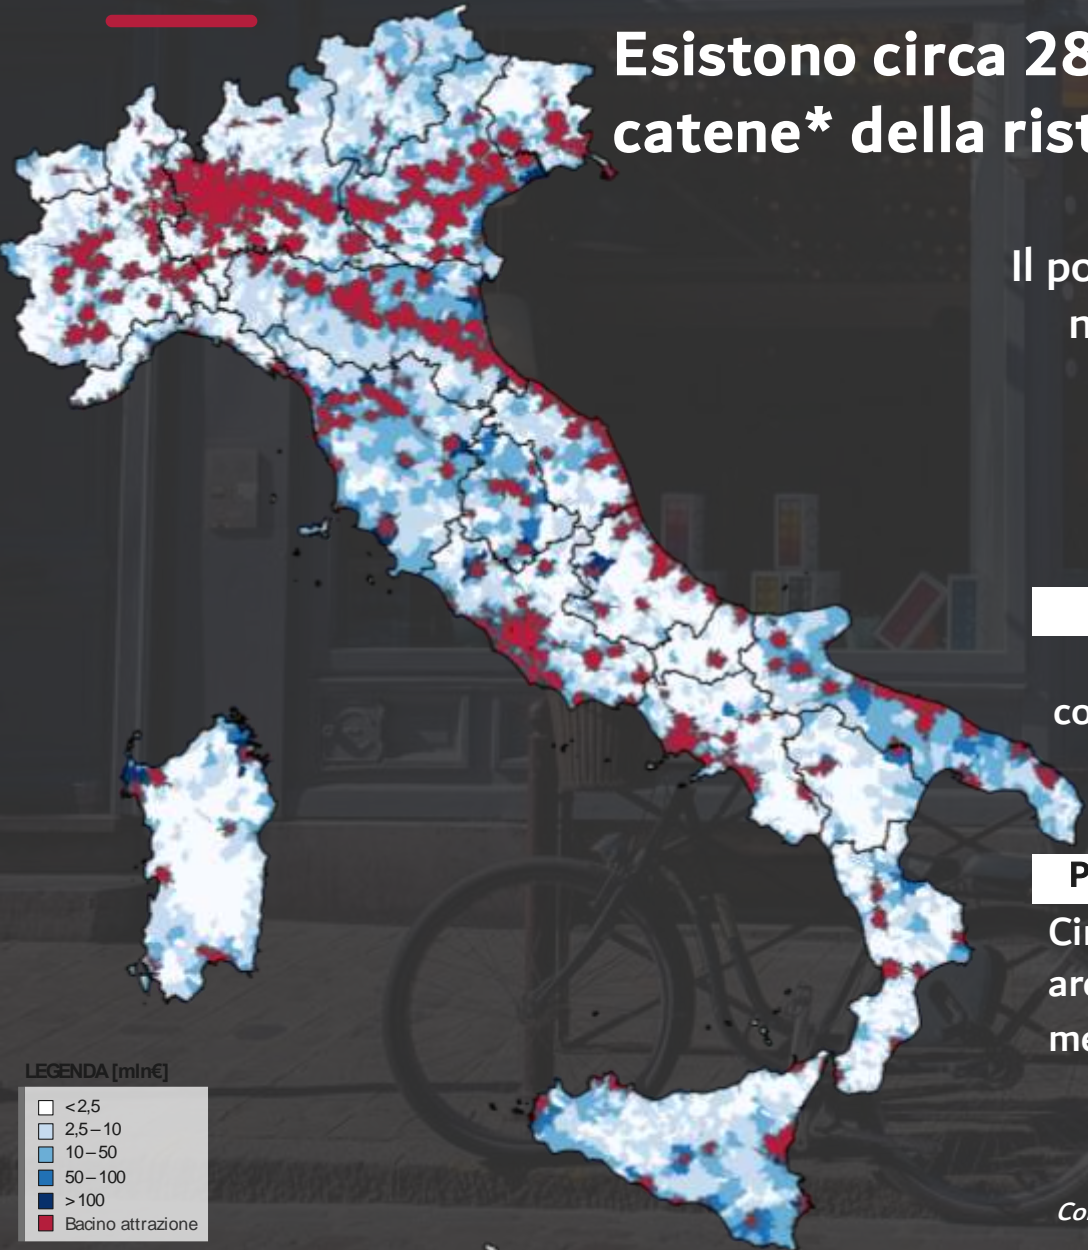 Esistono circa 28
catene* della rist
Il po
n
co
P
Cir
are
me
Co
LEGENDA [mln€]
<2,5
2,5–10
10–50
50–100
>100
Bacino attrazione